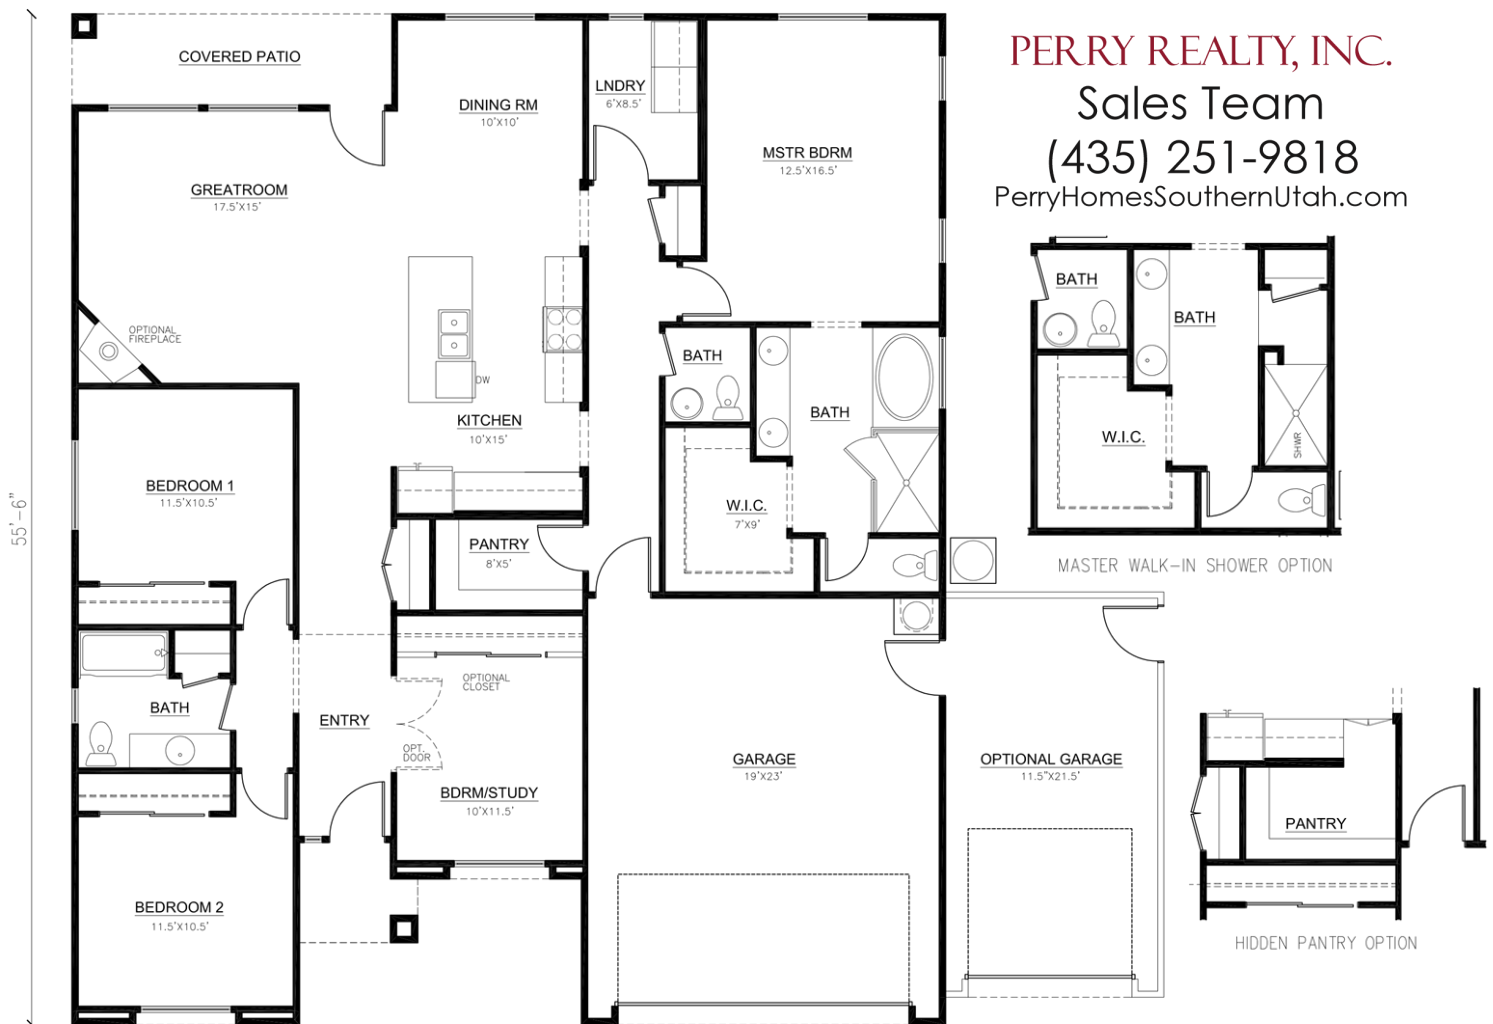 PERRY REALTY, INC.
Sales Team
(435) 251-9818
PerryHomesSouthernUtah.com
COVERED PATIO
DINING RM
10'X10'
LNDRY
6'X8.5'
MSTR BDRM
12.5'X16.5'
GREATROOM
17.5'X15'
OPTIONAL
FIREPLACE
DW
KITCHEN
10'X15'
BATH
BATH
W.I.C.
7'X9'
BEDROOM 1
11.5'X10.5'
PANTRY
8'X5'
55'-6"
BATH
ENTRY
OPTIONAL
CLOSET
OPT.
DOOR
BDRM/STUDY
10'X11.5'
GARAGE
19'X23'
OPTIONAL GARAGE
11.5"X21.5'
BEDROOM 2
11.5'X10.5'
BATH
BATH
W.I.C.
SHWR
MASTER WALK-IN SHOWER OPTION
PANTRY
HIDDEN PANTRY OPTION